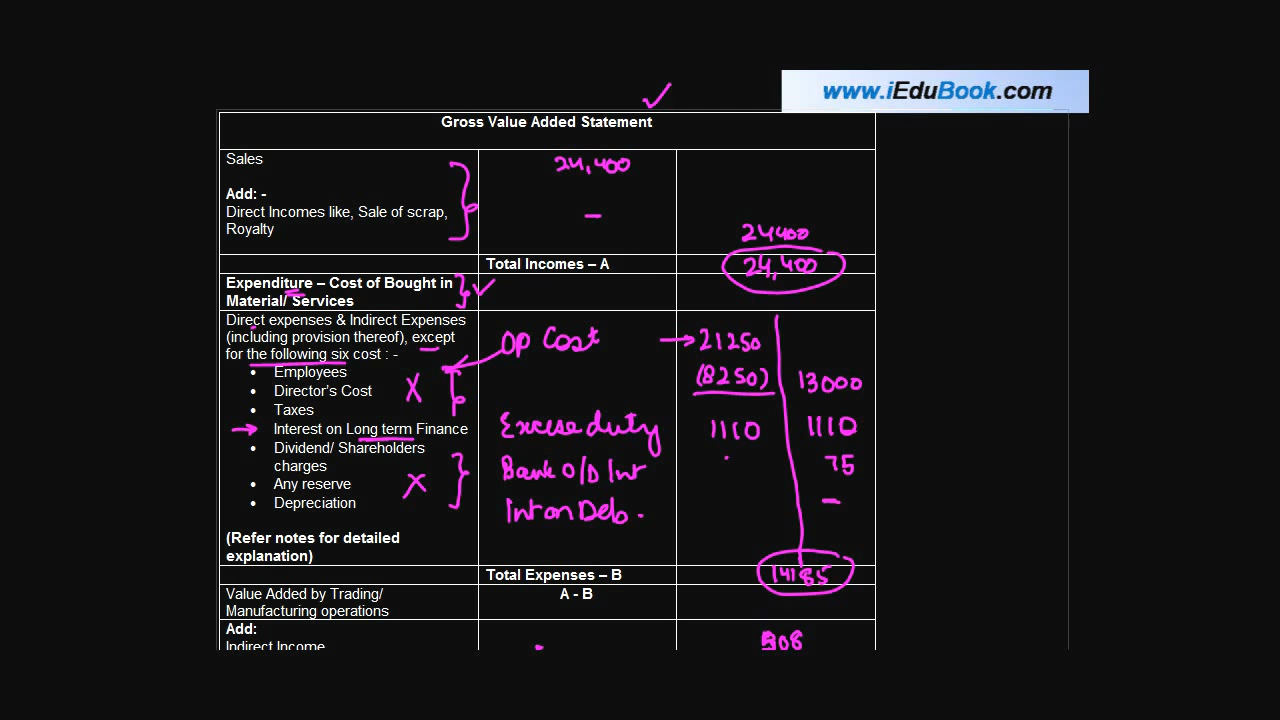 www.iEduBook.com
Gross Value Added Statement
Sales
24,400
Add: -
Direct Incomes like, Sale of scrap,
Royalty
–
24400
Total Incomes – A
24,400
Expenditure – Cost of Bought in
Material/ Services
Direct expenses & Indirect Expenses
(including provision thereof), except
for the following six cost : -
Op Cost
21250
• Employees
(8250)
13000
• Director's Cost
• Taxes
• Interest on Long term Finance
Excise duty
1110
1110
• Dividend/ Shareholders
charges
Bank O/D Int
75
• Any reserve
• Depreciation
Int on Deb.
–
(Refer notes for detailed
explanation)
Total Expenses – B
14185
Value Added by Trading/
Manufacturing operations
A - B
Add:
Indirect Income